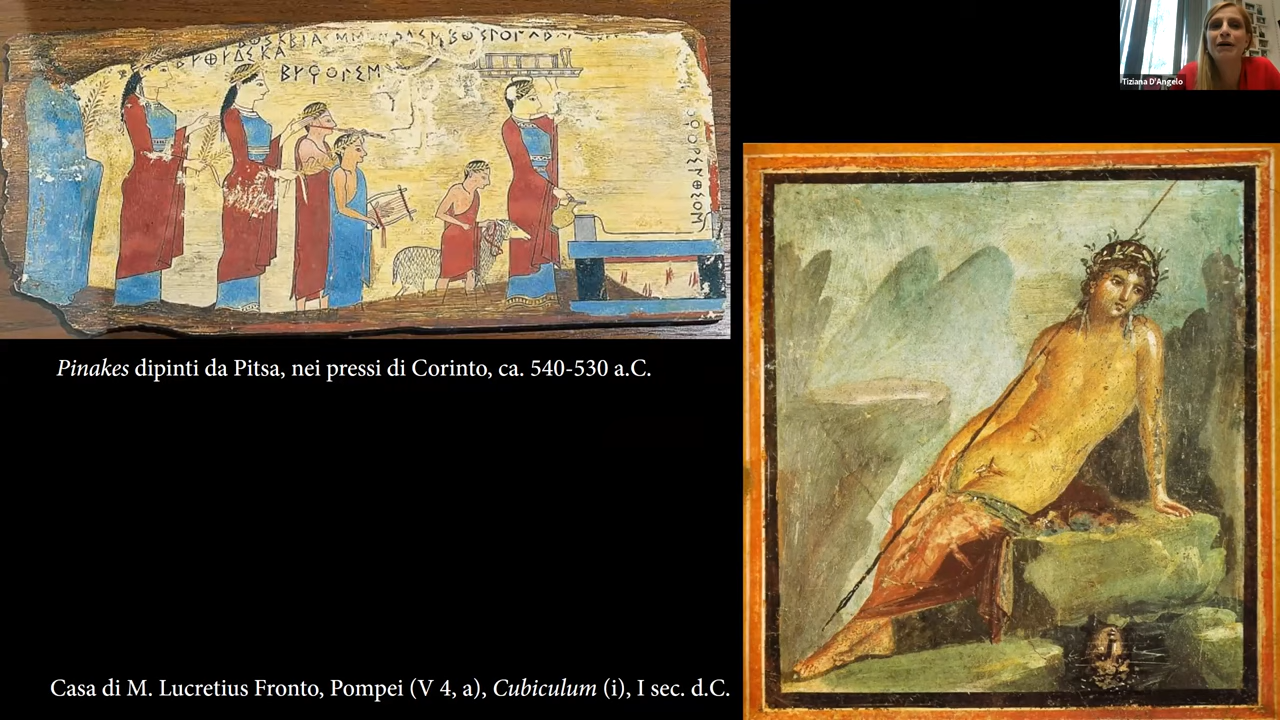 Tiziana D'Angelo
ΒΥϘΟΙΣΜ
Pinakes dipinti da Pitsa, nei pressi di Corinto, ca. 540-530 a.C.
Casa di M. Lucretius Fronto, Pompei (V 4, a), Cubiculum (i), I sec. d.C.